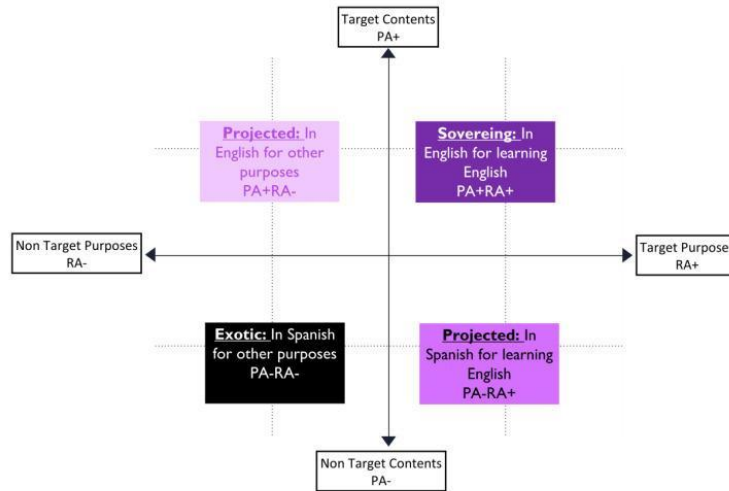 Target Contents
PA+
Projected: In
English for other
purposes
PA+RA-
Sovereing: In
English for learning
English
PA+RA+
Non Target Purposes
RA-
Target Purpose
RA+
Exotic: In Spanish
for other purposes
PA-RA-
Projected: In
Spanish for learning
English
PA-RA+
Non Target Contents
PA-